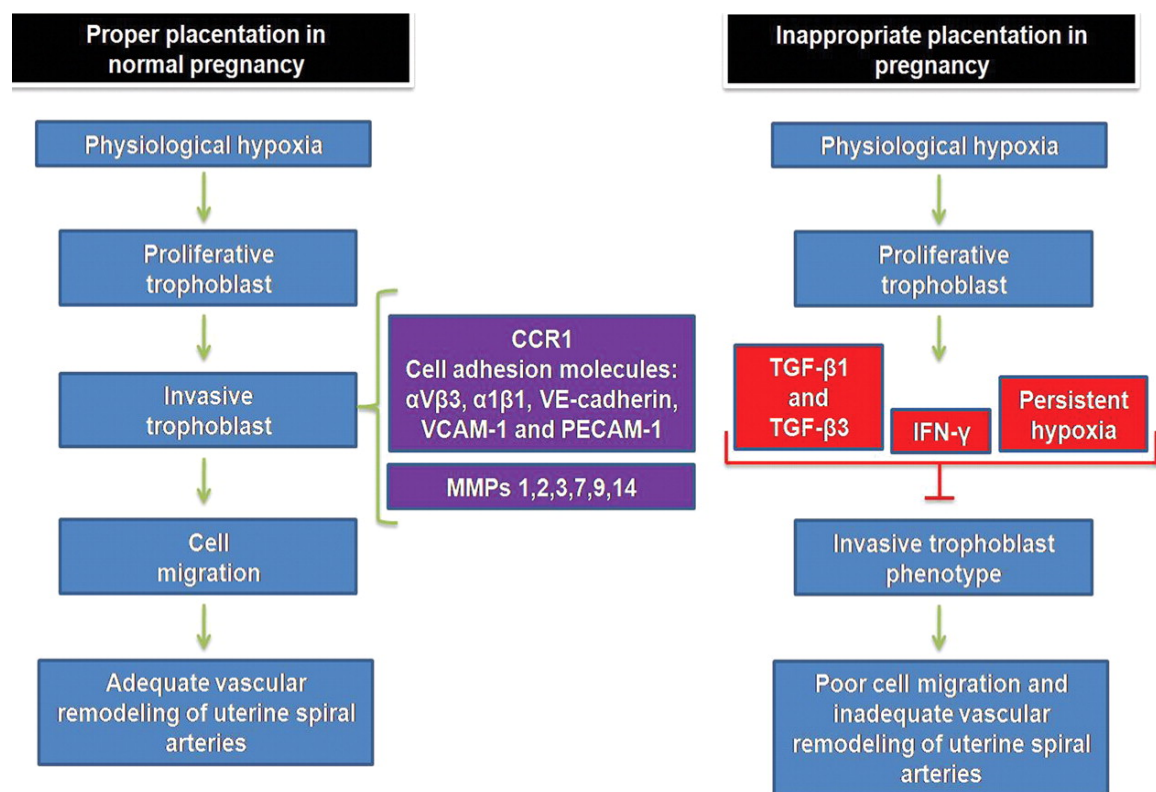 Proper placentation in
normal pregnancy
Physiological hypoxia
Proliferative
trophoblast
Invasive
trophoblast
CCR1
Cell adhesion molecules:
αVβ3, α1β1, VE-cadherin,
VCAM-1 and PECAM-1
MMPs 1,2,3,7,9,14
Cell
migration
Adequate vascular
remodeling of uterine spiral
arteries
Inappropriate placentation in
pregnancy
Physiological hypoxia
Proliferative
trophoblast
TGF-β1
and
TGF-β3
IFN-γ
Persistent
hypoxia
Invasive trophoblast
phenotype
Poor cell migration and
inadequate vascular
remodeling of uterine spiral
arteries